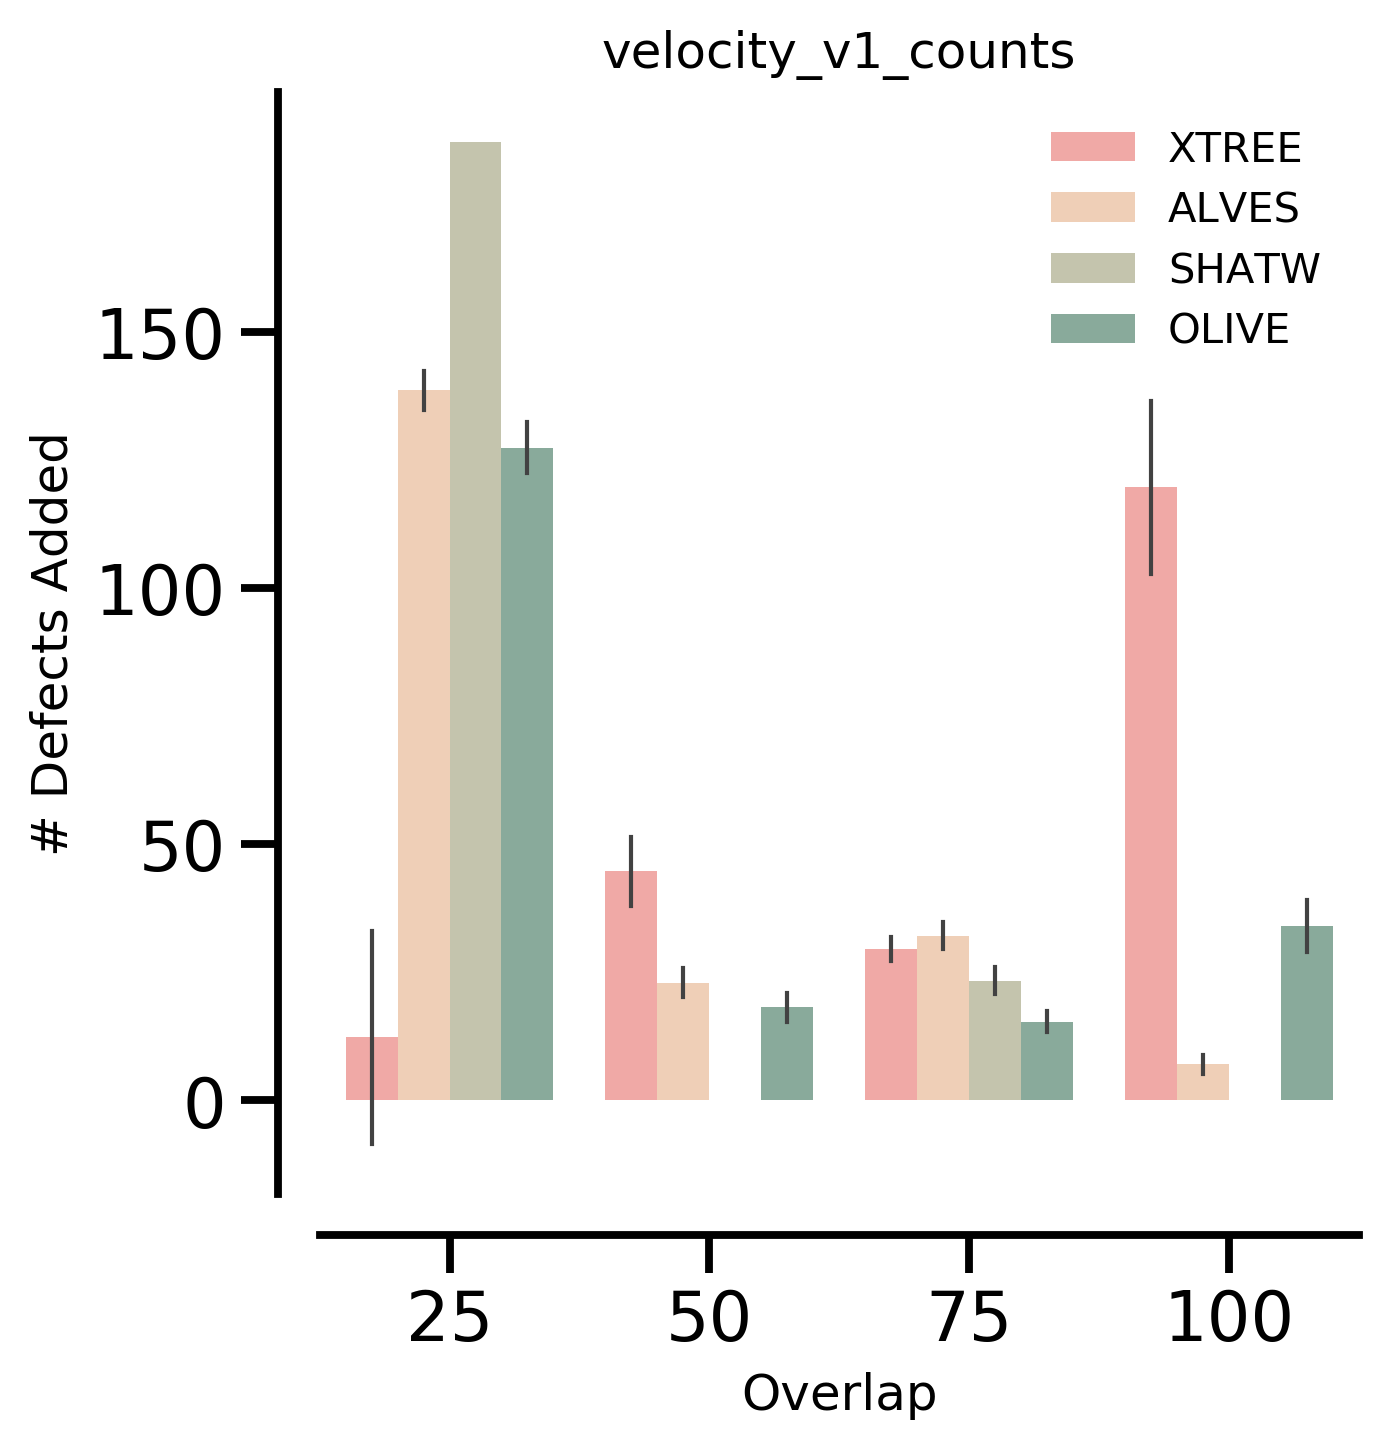 velocity_v1_counts
XTREE
ALVES
SHATW
OLIVE
# Defects Added
150
100
50
0
25 50 75 100
Overlap